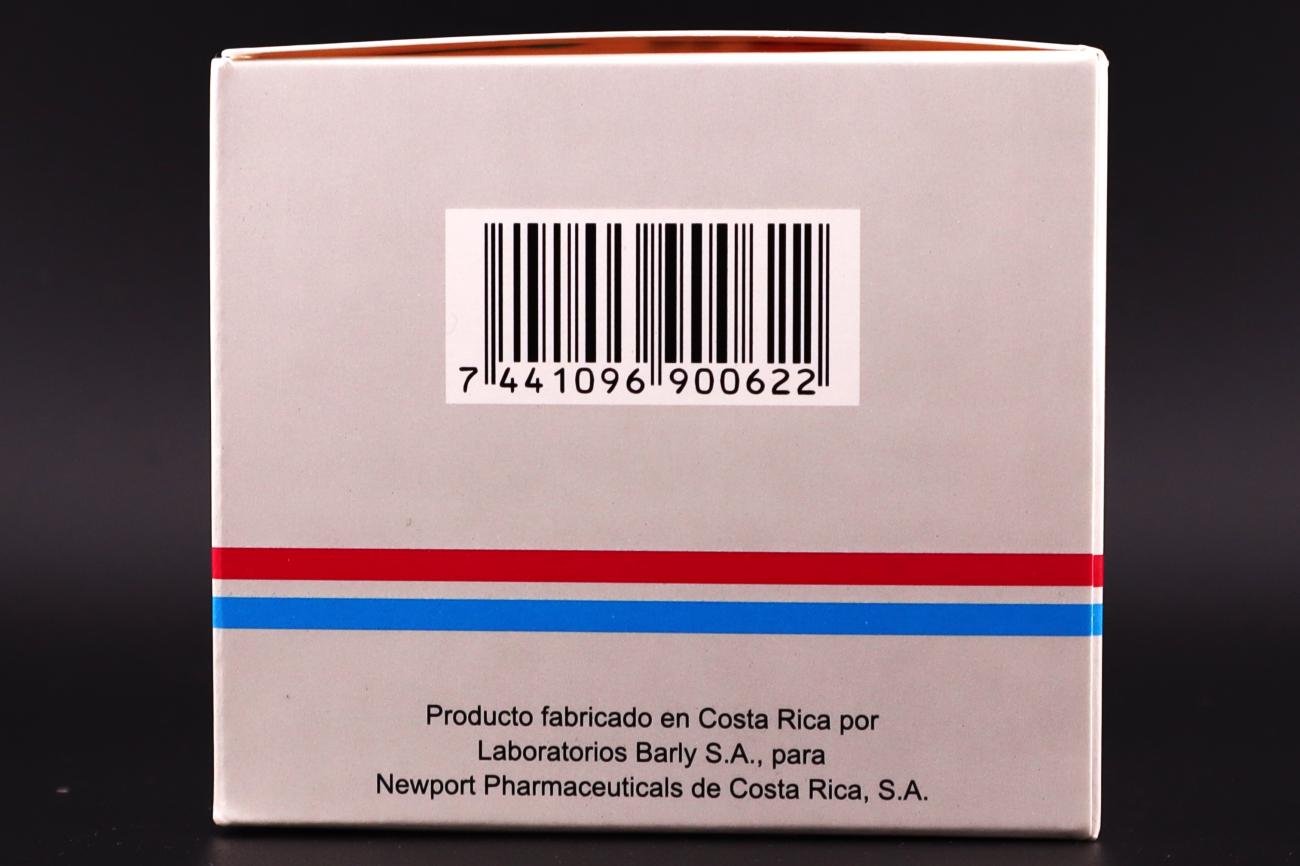 7 441096 900622
Producto fabricado en Costa Rica por
Laboratorios Barly S.A., para
Newport Pharmaceuticals de Costa Rica, S.A.